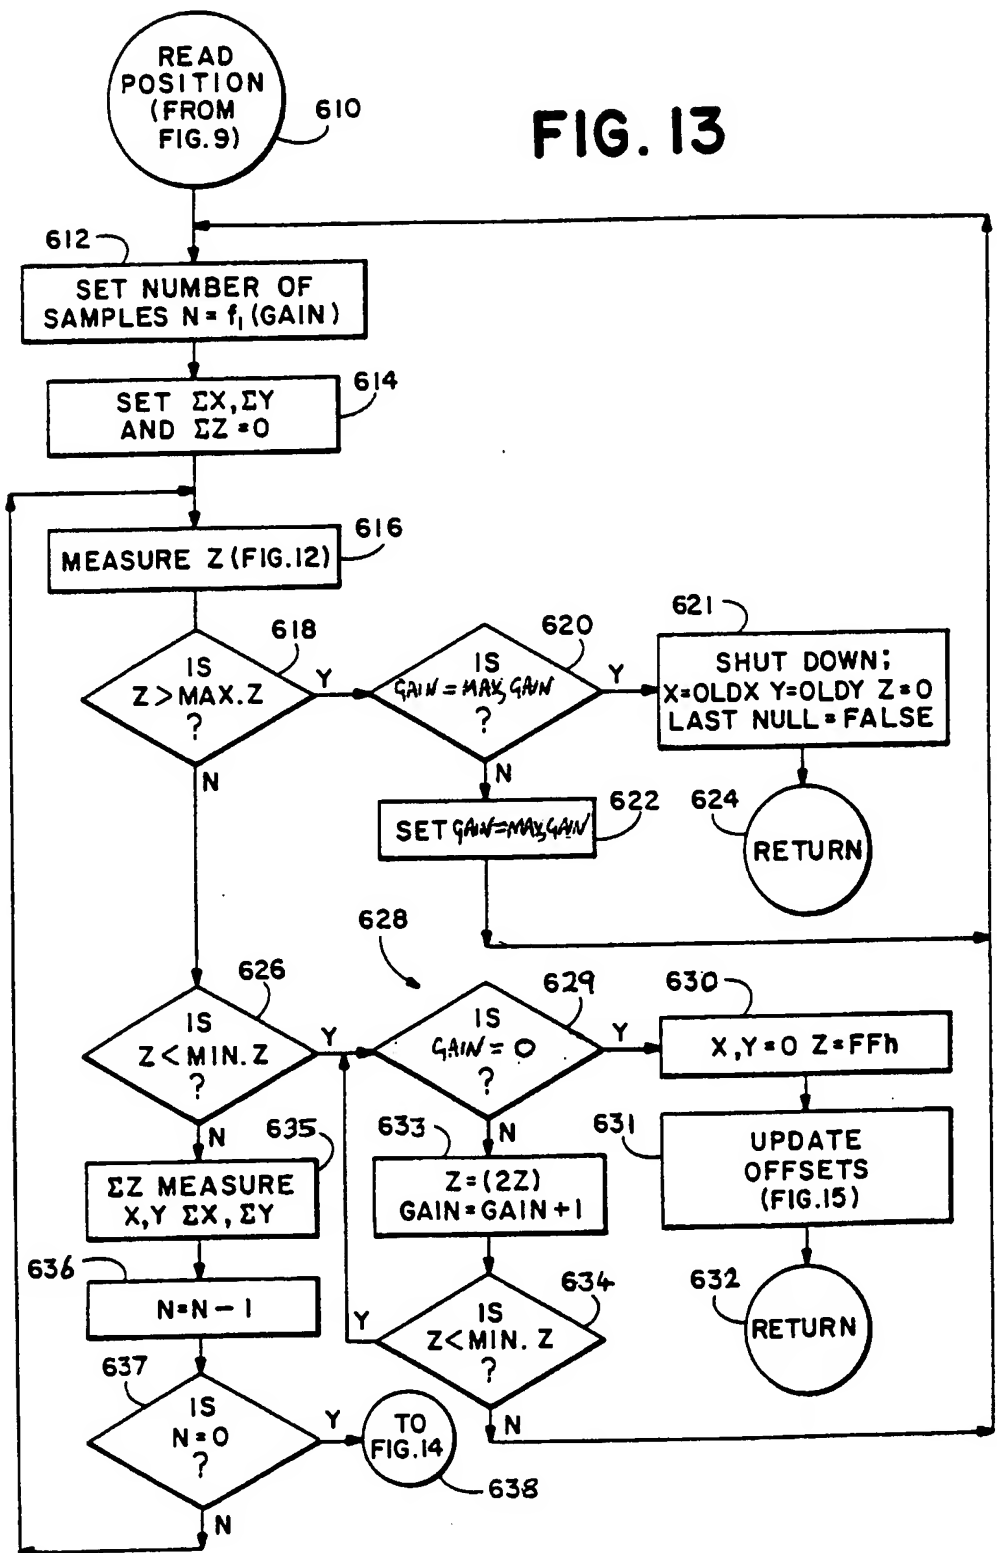 READ
POSITION
(FROM
FIG. 9)
610
FIG. 13
612
SET NUMBER OF
SAMPLES N = f₁ (GAIN)
614
SET ΣX, ΣY
AND ΣZ = 0
616
MEASURE Z (FIG. 12)
618
IS
Z > MAX. Z
?
Y
N
620
IS
GAIN = MAX, GAIN
?
Y
N
621
SHUT DOWN;
X=OLDX Y=OLDY Z=0
LAST NULL = FALSE
622
SET GAIN=MAX, GAIN
624
RETURN
626
IS
Z < MIN. Z
?
Y
N
628
629
IS
GAIN = 0
?
Y
N
630
X, Y = 0 Z = FFh
631
UPDATE
OFFSETS
(FIG. 15)
632
RETURN
633
Z = (2Z)
GAIN = GAIN + 1
634
IS
Z < MIN. Z
?
Y
N
635
ΣZ MEASURE
X, Y ΣX, ΣY
636
N = N - 1
637
IS
N = 0
?
Y
N
TO
FIG. 14
638